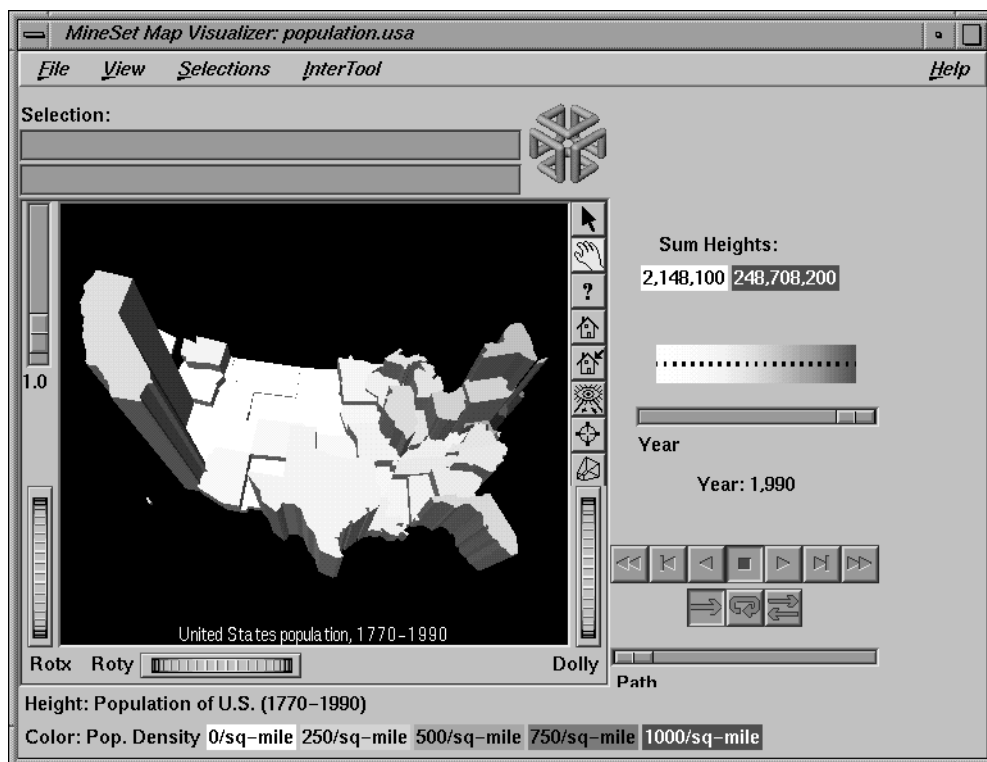 MineSet Map Visualizer: population.usa
File View Selections InterTool Help
Selection:
?
Sum Heights:
2,148,100 248,708,200
1.0
Year
Year: 1,990
United States population, 1770-1990
Rotx Roty Dolly
Path
Height: Population of U.S. (1770-1990)
Color: Pop. Density 0/sq-mile 250/sq-mile 500/sq-mile 750/sq-mile 1000/sq-mile